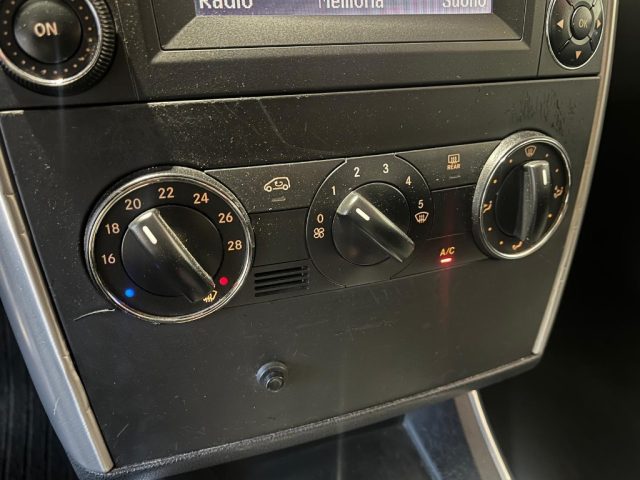 Radio Memoria Suono
ON
OK
16 18 20 22 24 26 28
0 1 2 3 4 5
REAR
A/C